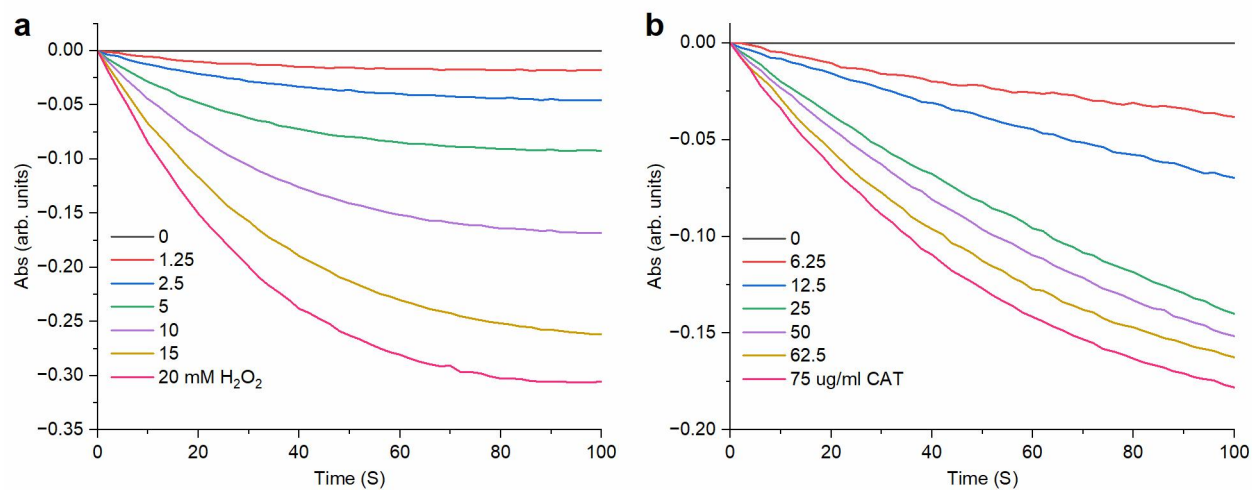 a
0.00
−0.05
−0.10
−0.15
−0.20
−0.25
−0.30
−0.35
Abs (arb. units)
0
1.25
2.5
5
10
15
20 mM H₂O₂
0 20 40 60 80 100
Time (S)
b
0.00
−0.05
−0.10
−0.15
−0.20
Abs (arb. units)
0
6.25
12.5
25
50
62.5
75 ug/ml CAT
0 20 40 60 80 100
Time (S)